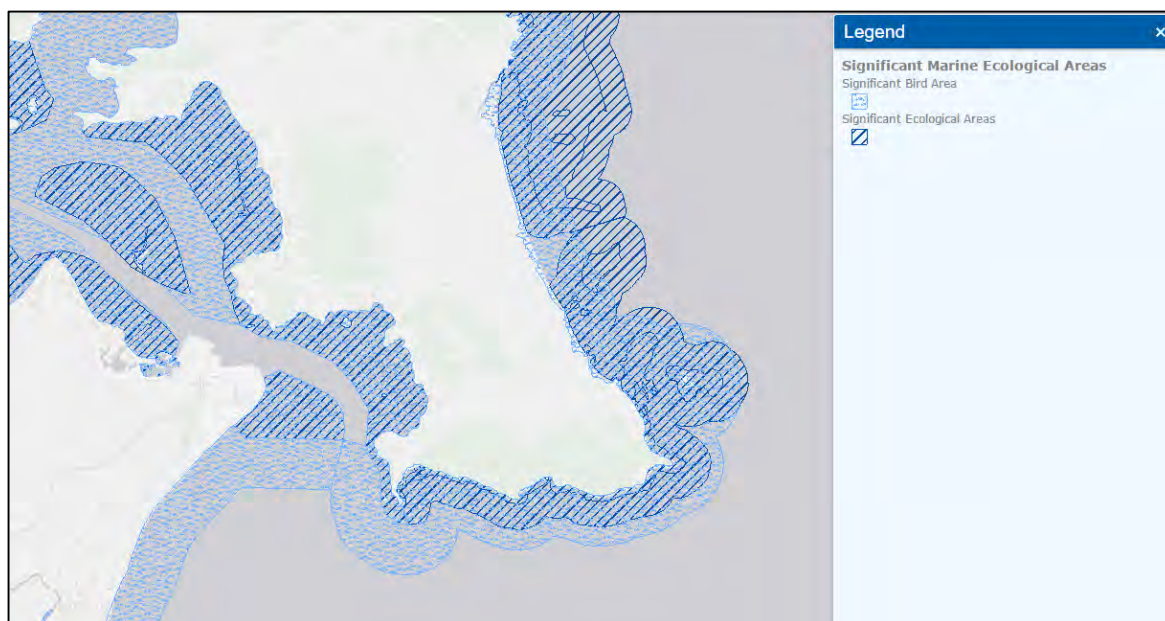 Legend ×
Significant Marine Ecological Areas
Significant Bird Area
Significant Ecological Areas